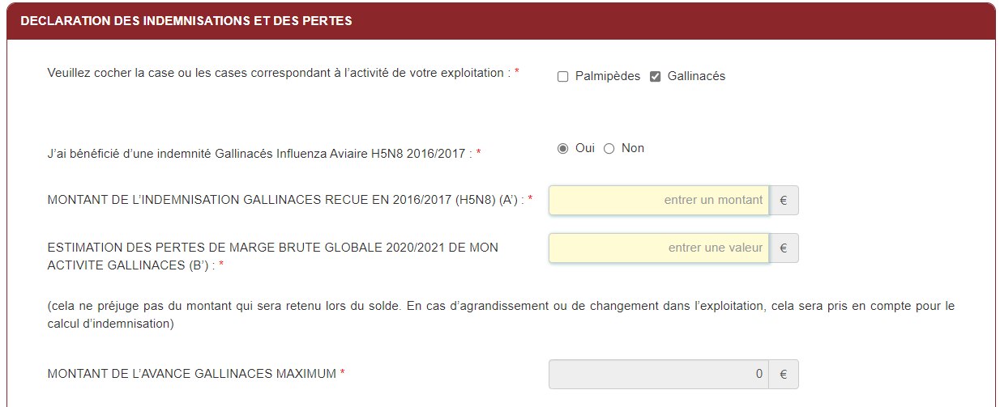 DECLARATION DES INDEMNISATIONS ET DES PERTES
Veuillez cocher la case ou les cases correspondant à l’activité de votre exploitation : * Palmipèdes Gallinacés
J’ai bénéficié d’une indemnité Gallinacés Influenza Aviaire H5N8 2016/2017 : * Oui Non
MONTANT DE L’INDEMNISATION GALLINACES RECUE EN 2016/2017 (H5N8) (A’) : * entrer un montant €
ESTIMATION DES PERTES DE MARGE BRUTE GLOBALE 2020/2021 DE MON
ACTIVITE GALLINACES (B’) : * entrer une valeur €
(cela ne préjuge pas du montant qui sera retenu lors du solde. En cas d’agrandissement ou de changement dans l’exploitation, cela sera pris en compte pour le
calcul d’indemnisation)
MONTANT DE L’AVANCE GALLINACES MAXIMUM * 0 €